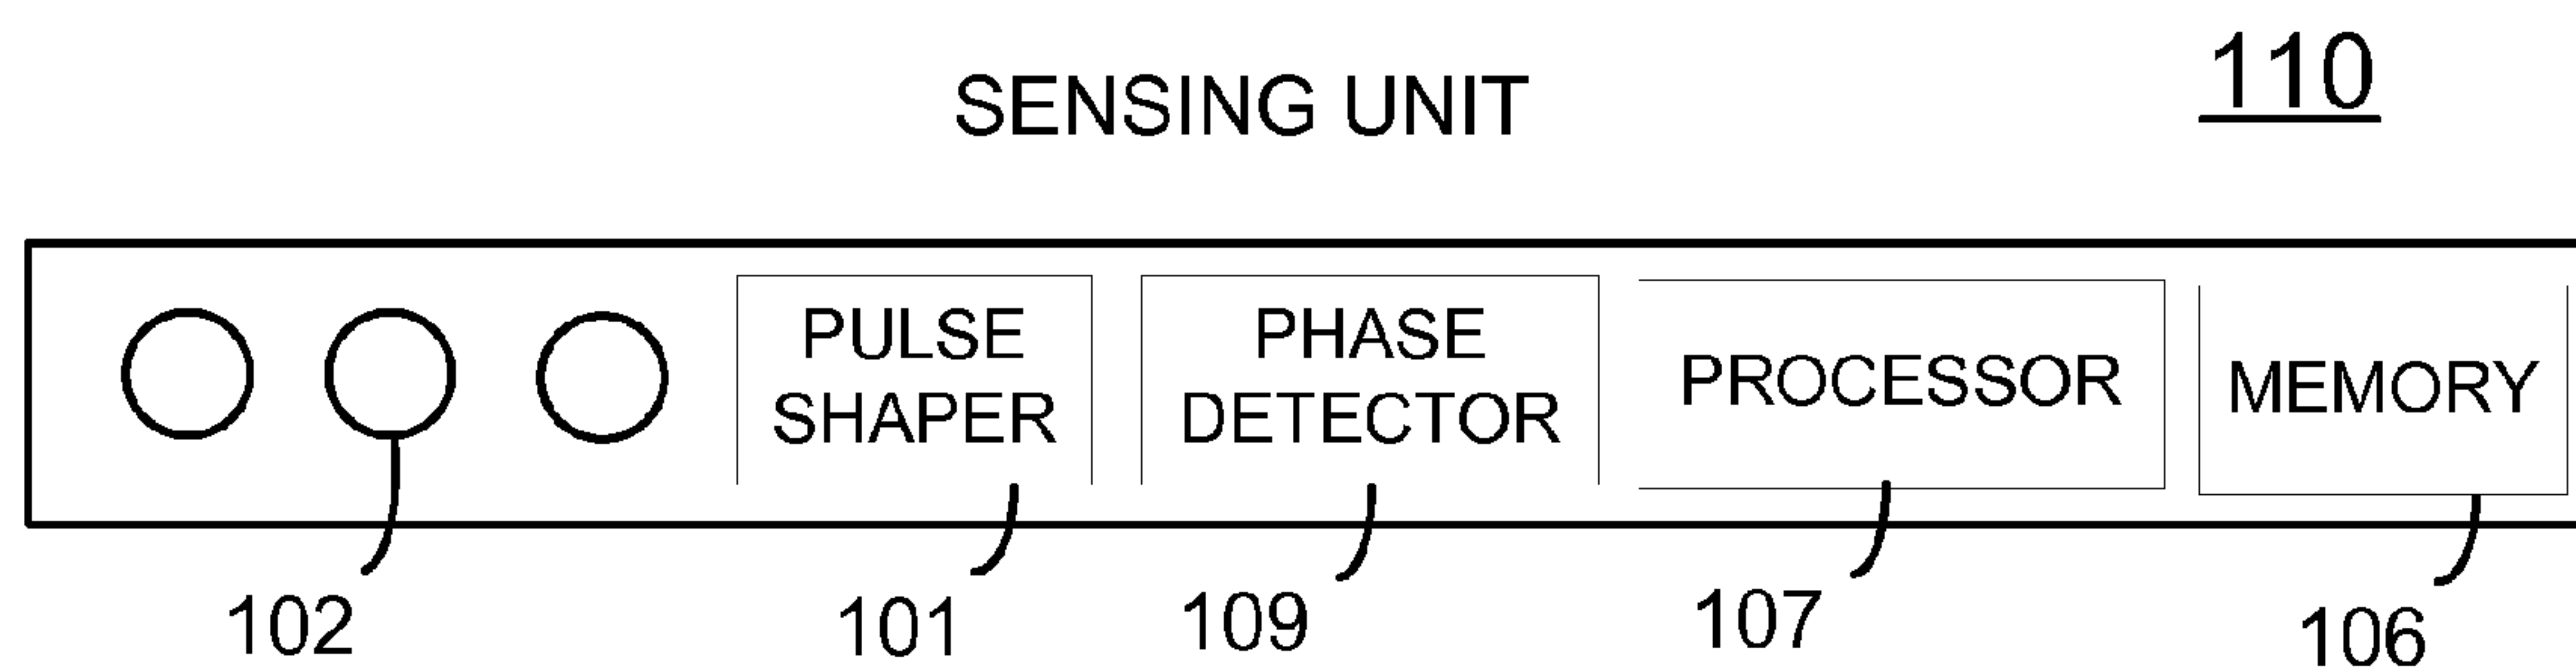 110
SENSING UNIT
PULSE
SHAPER
PHASE
DETECTOR
PROCESSOR
MEMORY
102
101
109
107
106